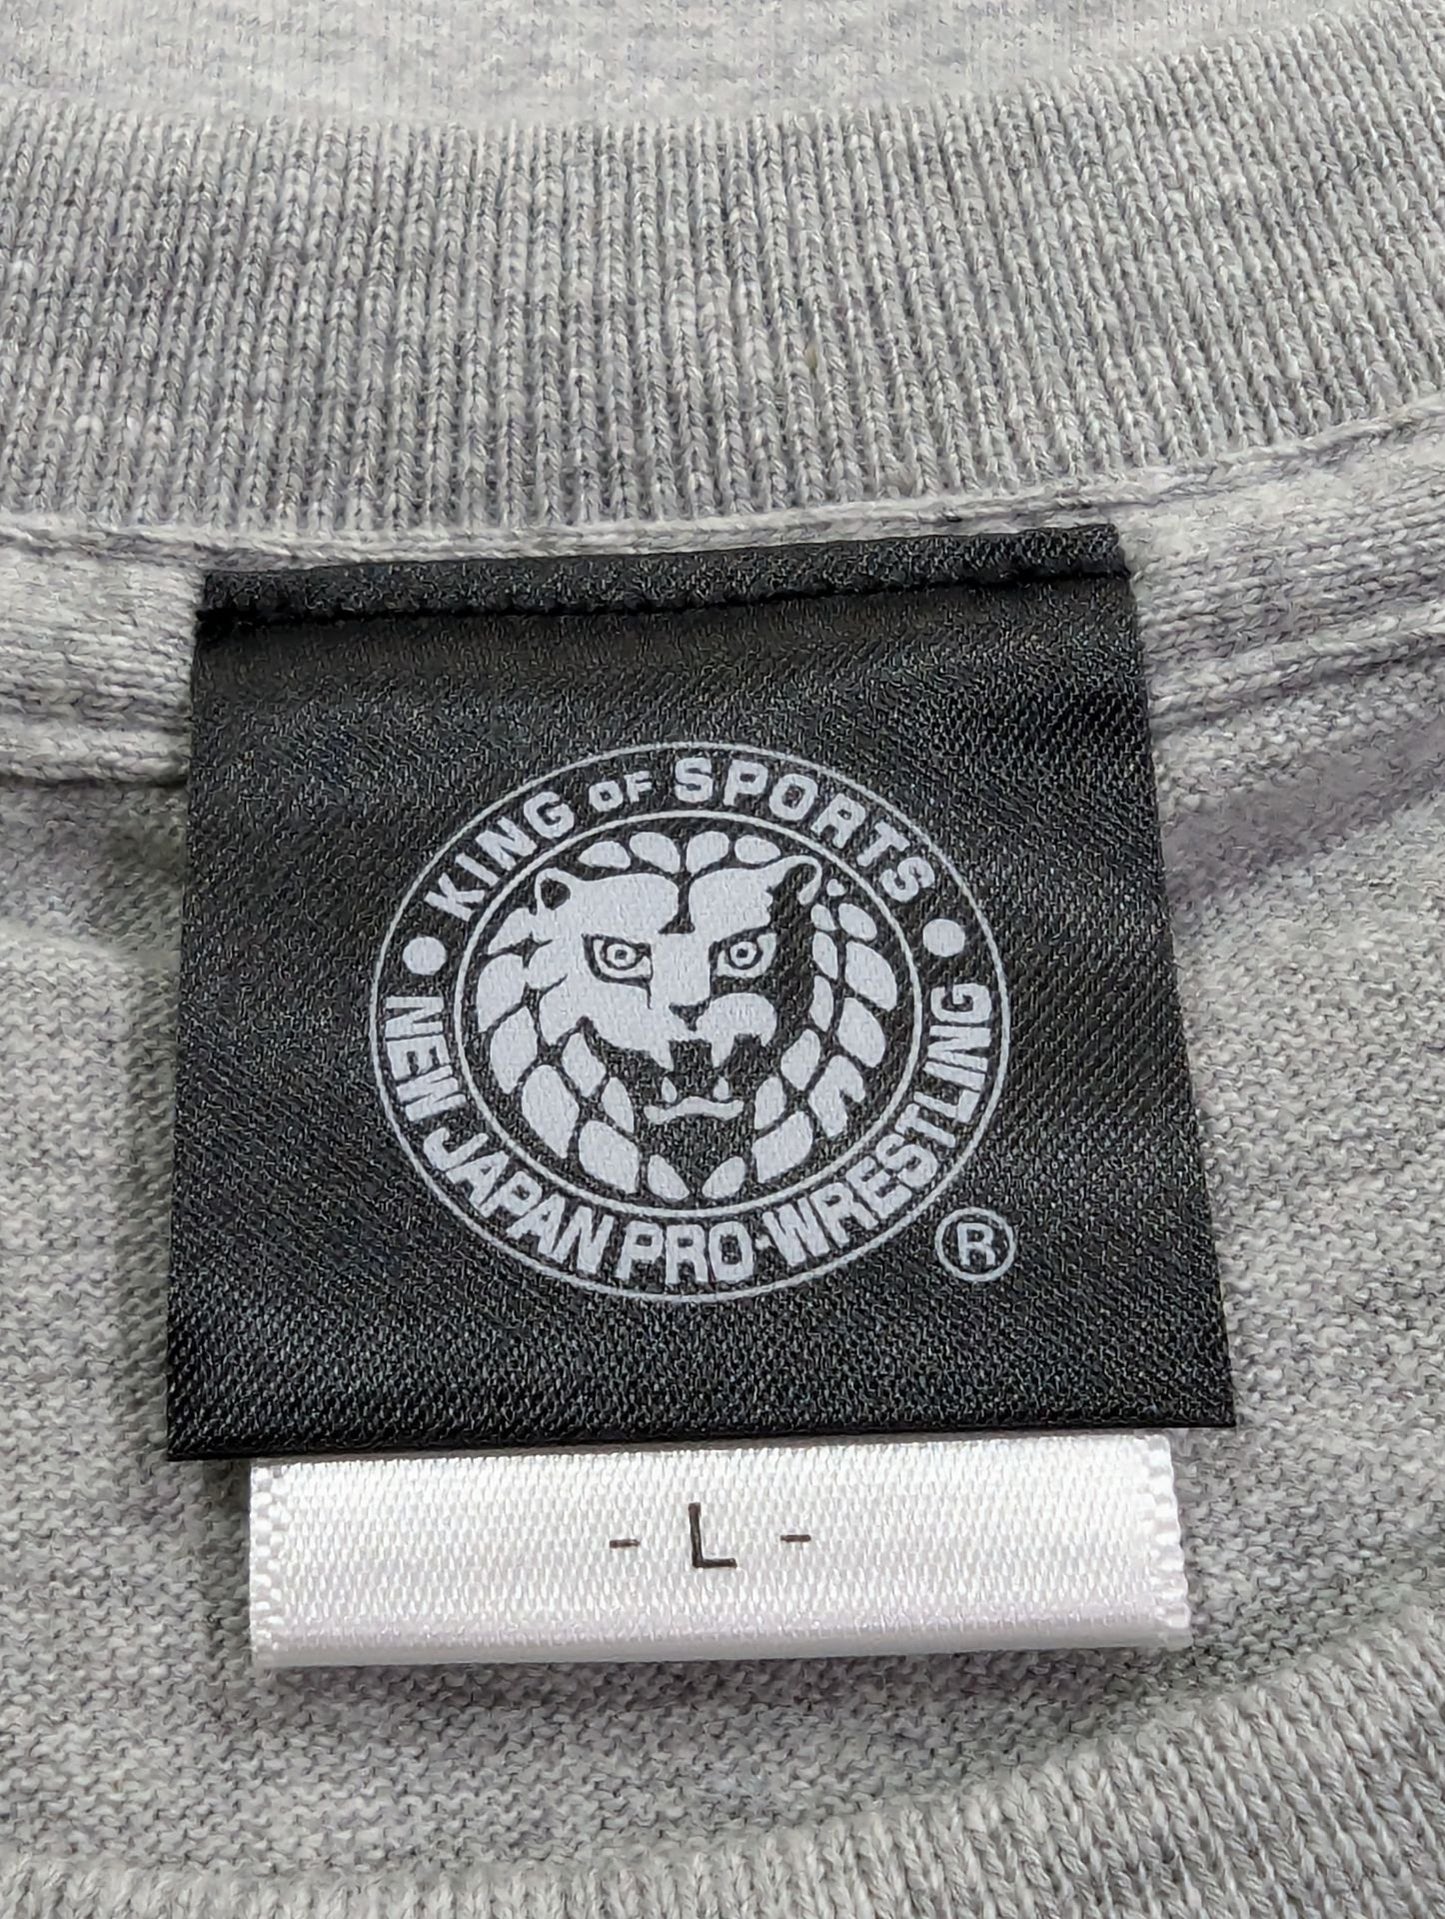 KING OF SPORTS
NEW JAPAN PRO-WRESTLING
®
- L -